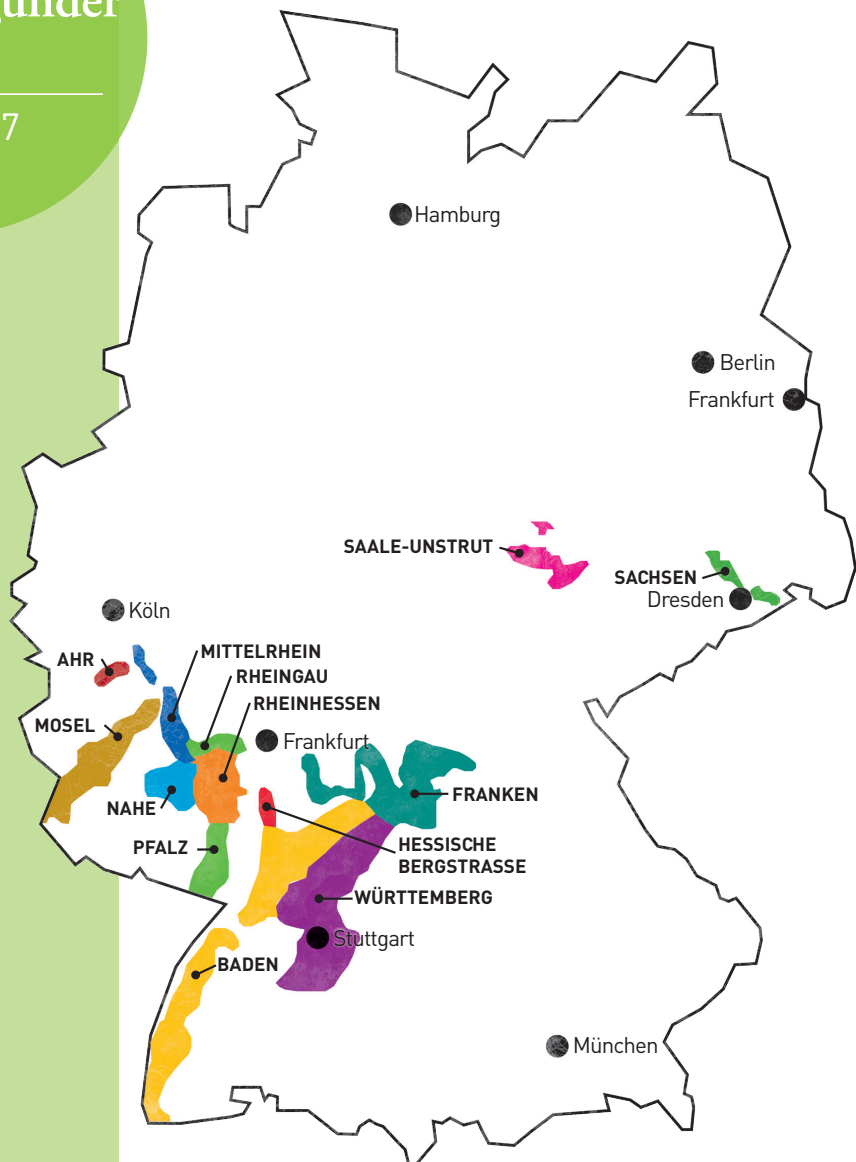 7
Hamburg
Berlin
Frankfurt
SAALE-UNSTRUT
SACHSEN
Dresden
Köln
MITTELRHEIN
AHR
RHEINGAU
RHEINHESSEN
MOSEL
Frankfurt
NAHE
FRANKEN
PFALZ
HESSISCHE
BERGSTRASSE
WÜRTTEMBERG
Stuttgart
BADEN
München